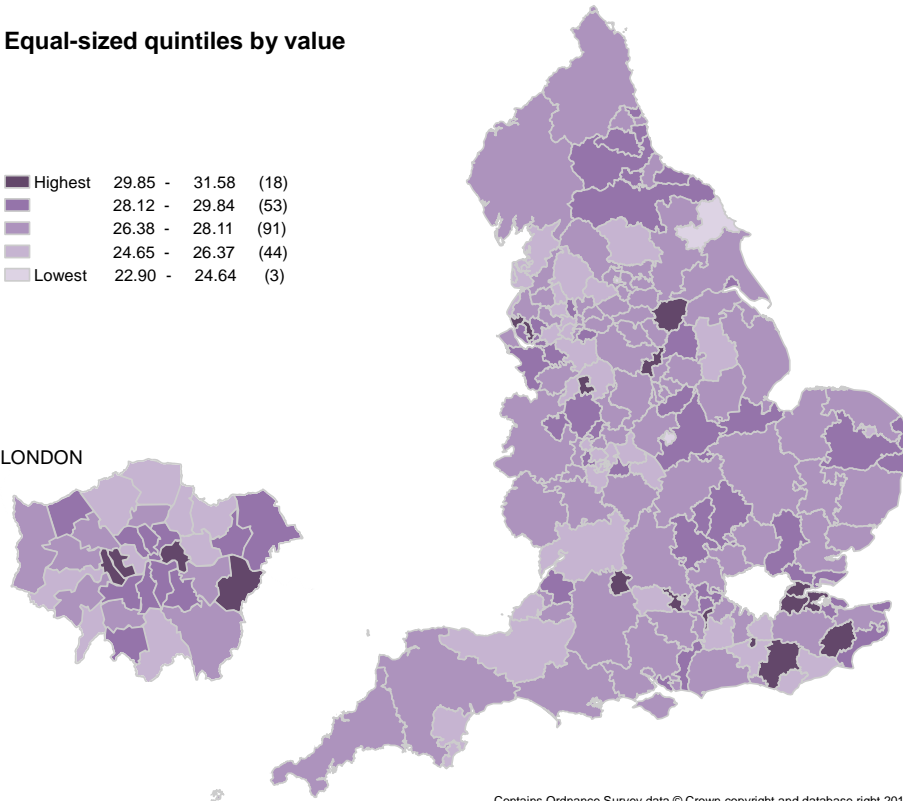 Equal-sized quintiles by value
Highest 29.85 - 31.58 (18)
28.12 - 29.84 (53)
26.38 - 28.11 (91)
24.65 - 26.37 (44)
Lowest 22.90 - 24.64 (3)
LONDON
Contains Ordnance Survey data © Crown copyright and database right 201